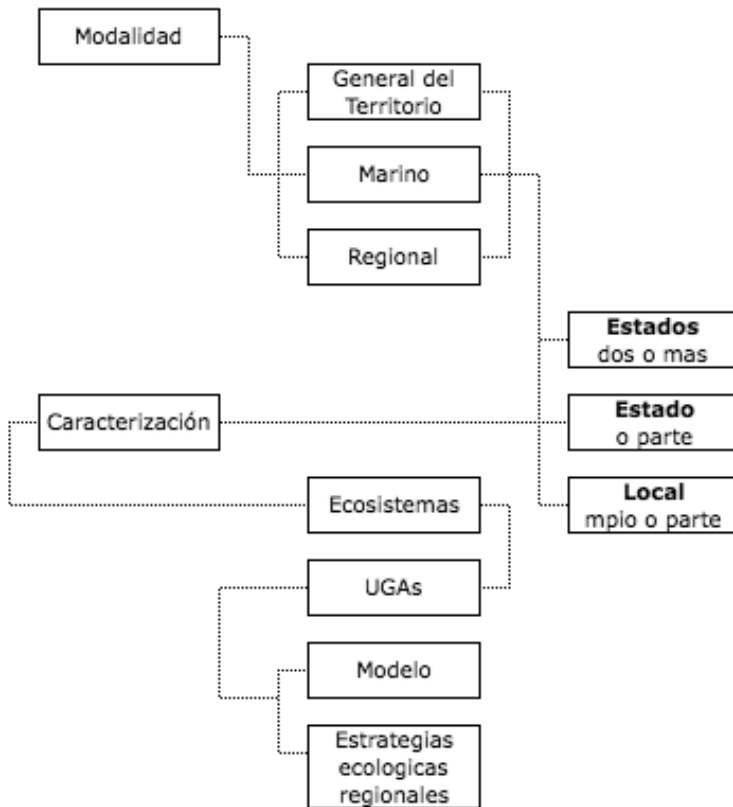 Modalidad
General del
Territorio
Marino
Regional
Estados
dos o mas
Caracterización
Estado
o parte
Ecosistemas
Local
mpio o parte
UGAs
Modelo
Estrategias
ecologicas
regionales